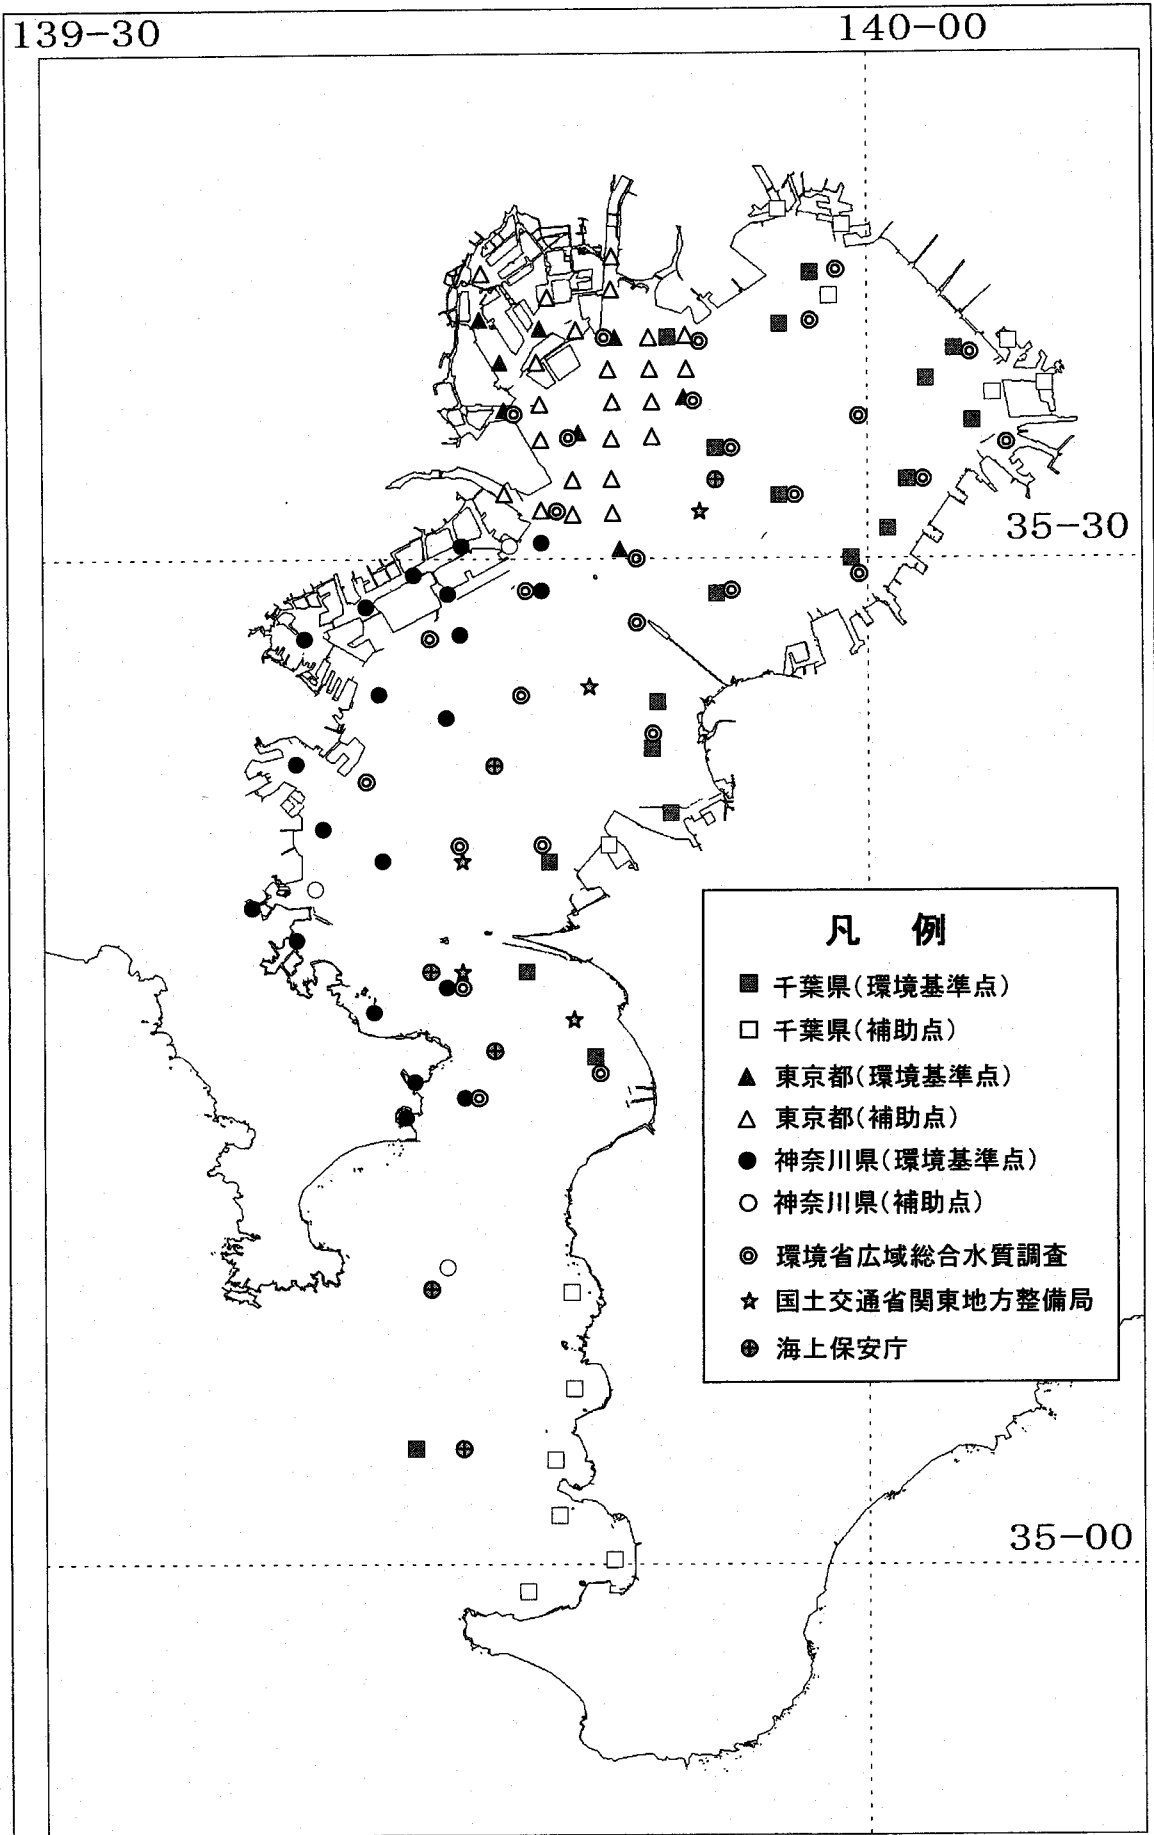 139-30
140-00
35-30
凡 例
千葉県(環境基準点)
千葉県(補助点)
東京都(環境基準点)
東京都(補助点)
神奈川県(環境基準点)
神奈川県(補助点)
環境省広域総合水質調査
国土交通省関東地方整備局
海上保安庁
35-00